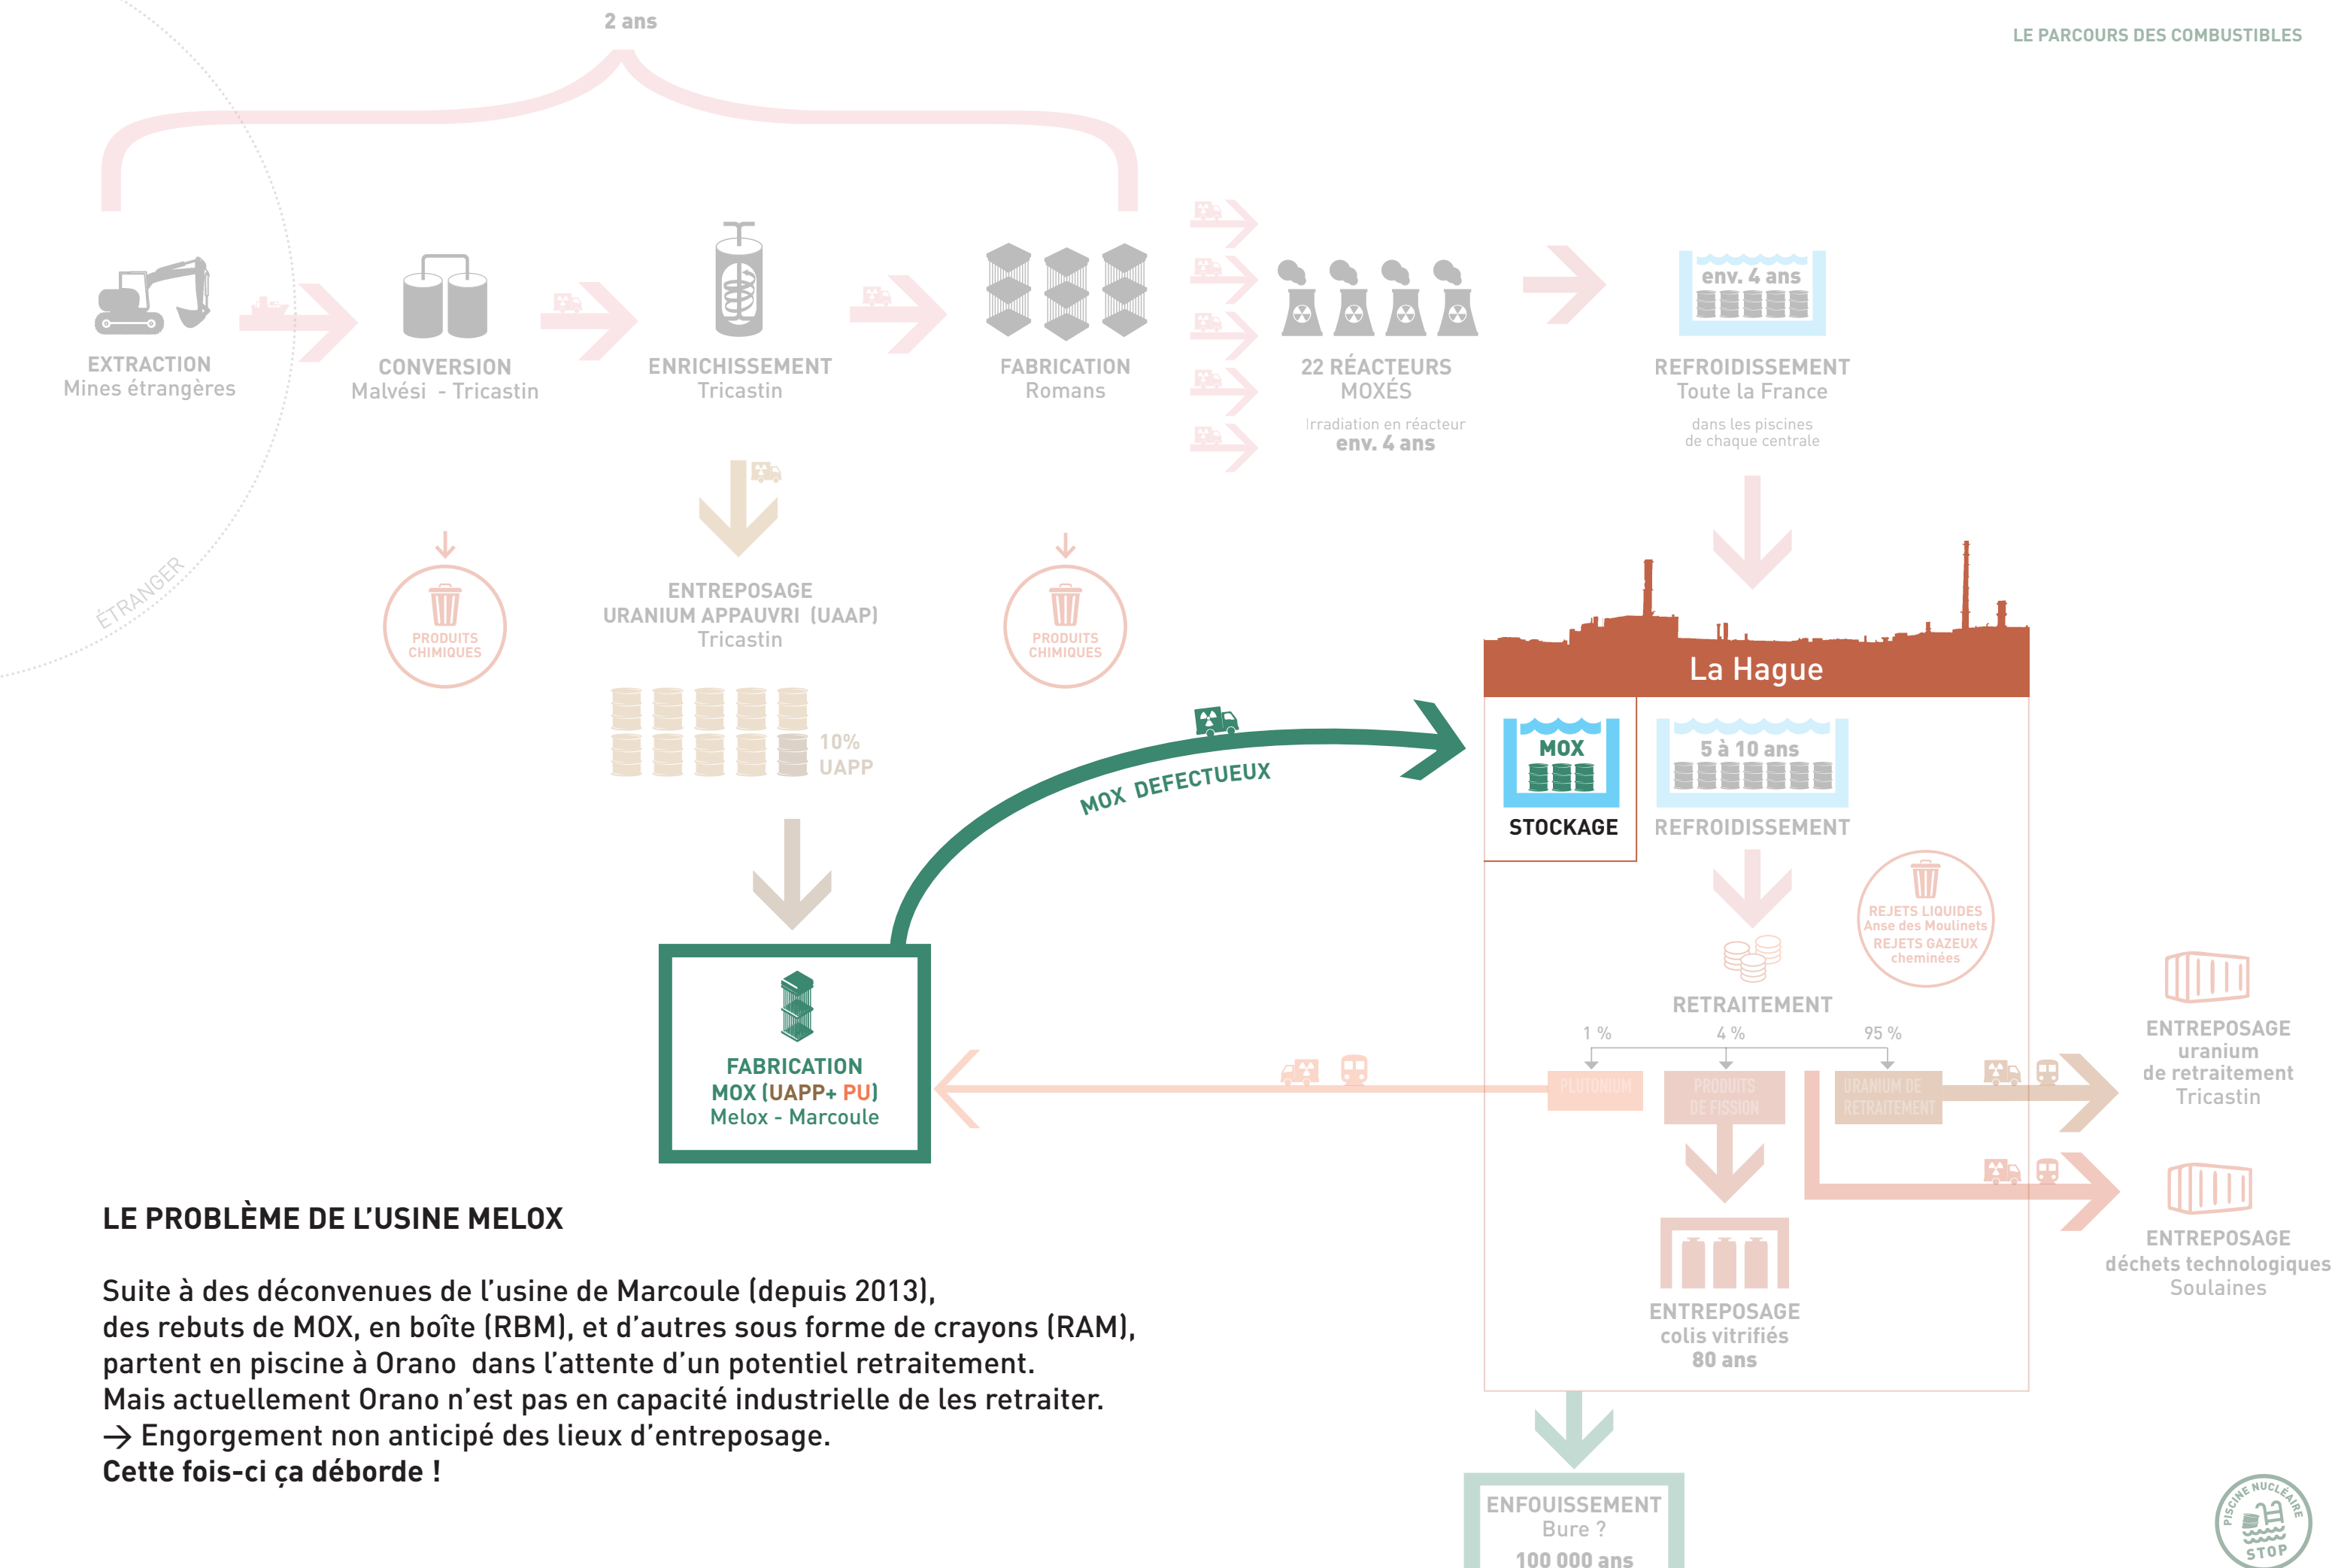 2 ans
LE PARCOURS DES COMBUSTIBLES
ÉTRANGER
EXTRACTION
Mines étrangères
CONVERSION
Malvési - Tricastin
ENRICHISSEMENT
Tricastin
FABRICATION
Romans
22 RÉACTEURS
MOXÉS
Irradiation en réacteur
env. 4 ans
env. 4 ans
REFROIDISSEMENT
Toute la France
dans les piscines
de chaque centrale
PRODUITS
CHIMIQUES
ENTREPOSAGE
URANIUM APPAUVRI (UAAP)
Tricastin
10%
UAPP
PRODUITS
CHIMIQUES
MOX DEFECTUEUX
La Hague
MOX
STOCKAGE
5 à 10 ans
REFROIDISSEMENT
REJETS LIQUIDES
Anse des Moulinets
REJETS GAZEUX
cheminées
RETRAITEMENT
1 %
4 %
95 %
PLUTONIUM
PRODUITS
DE FISSION
URANIUM DE
RETRAITEMENT
ENTREPOSAGE
uranium
de retraitement
Tricastin
ENTREPOSAGE
déchets technologiques
Soulaines
ENTREPOSAGE
colis vitrifiés
80 ans
ENFOUISSEMENT
Bure ?
100 000 ans
FABRICATION
MOX (UAPP+ PU)
Melox - Marcoule
LE PROBLÈME DE L’USINE MELOX
Suite à des déconvenues de l’usine de Marcoule (depuis 2013),
des rebuts de MOX, en boîte (RBM), et d’autres sous forme de crayons (RAM),
partent en piscine à Orano  dans l’attente d’un potentiel retraitement.
Mais actuellement Orano n’est pas en capacité industrielle de les retraiter.
→ Engorgement non anticipé des lieux d’entreposage.
Cette fois-ci ça déborde !
PISCINE NUCLÉAIRE
STOP